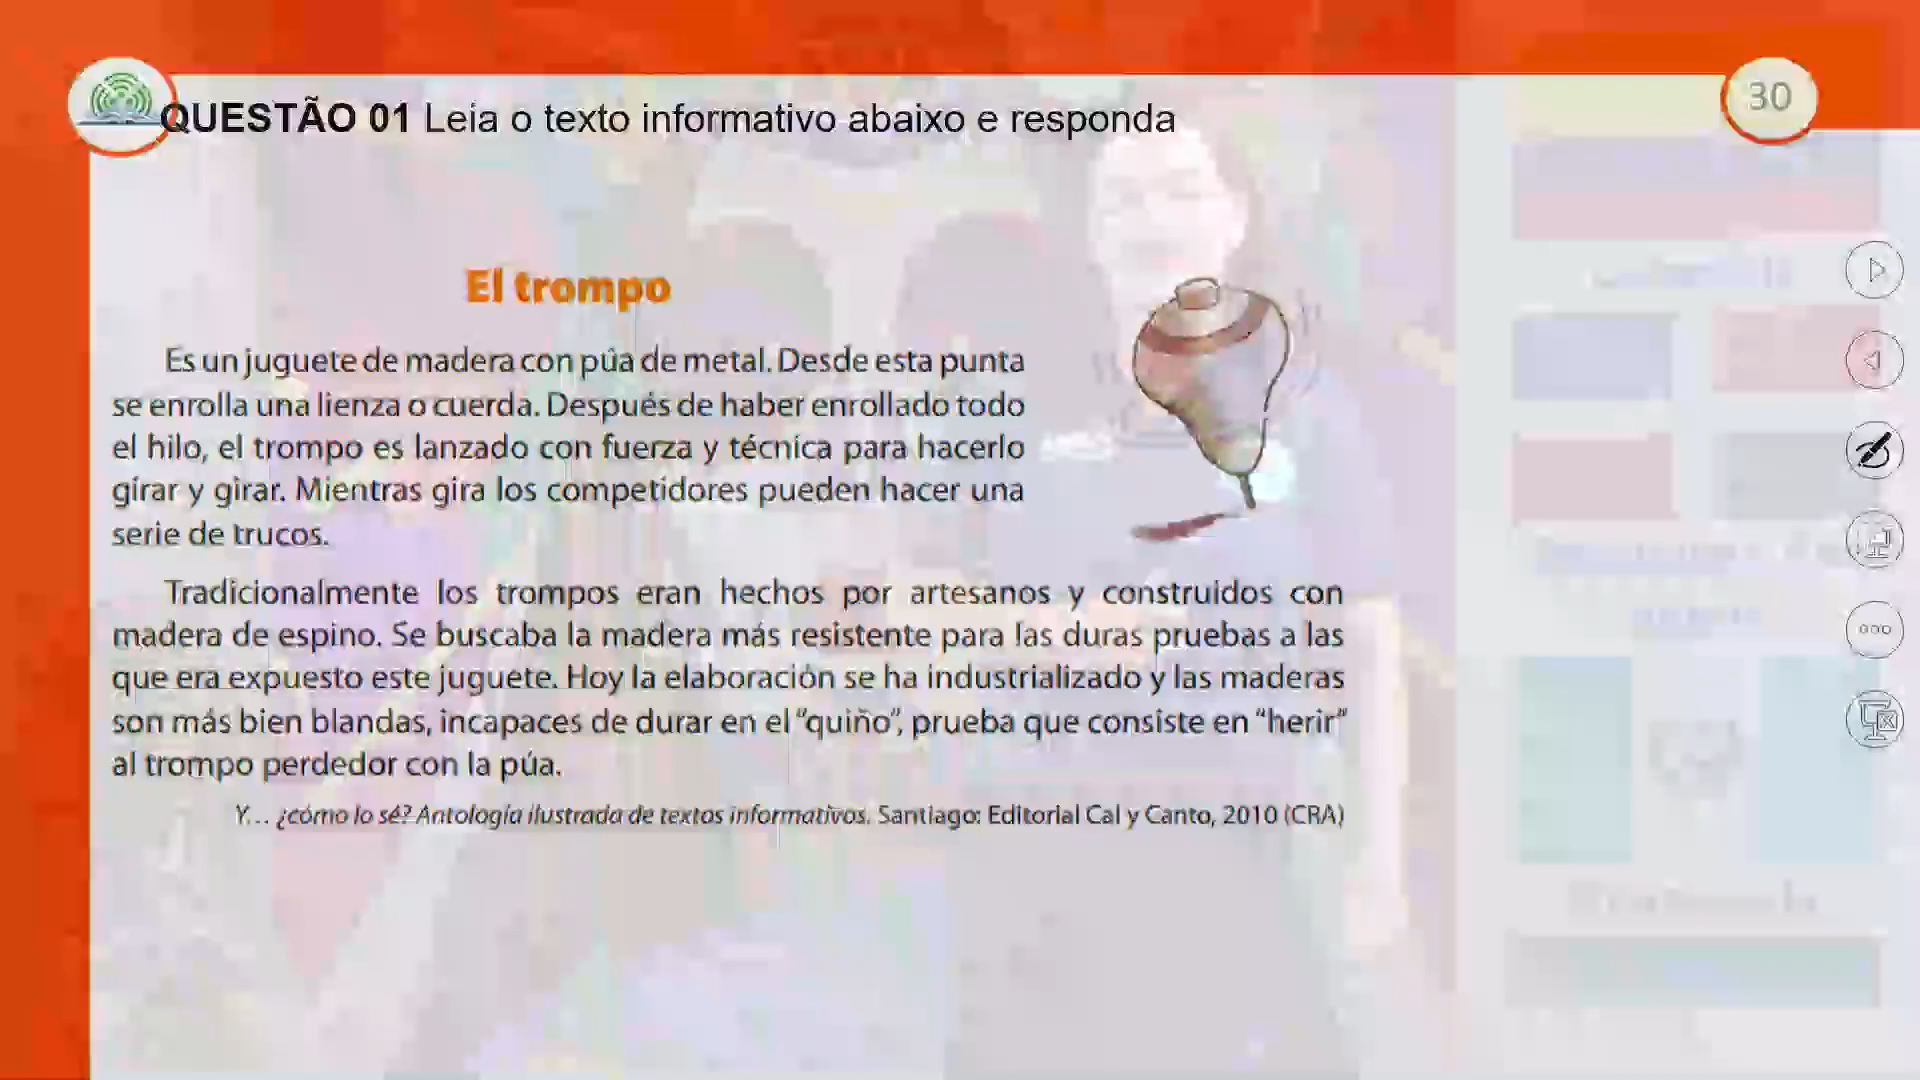 QUESTÃO 01 Leia o texto informativo abaixo e responda
30
El trompo
Es un juguete de madera con púa de metal. Desde esta punta
se enrolla una lienza o cuerda. Después de haber enrollado todo
el hilo, el trompo es lanzado con fuerza y técnica para hacerlo
girar y girar. Mientras gira los competidores pueden hacer una
serie de trucos.
Tradicionalmente los trompos eran hechos por artesanos y construidos con
madera de espino. Se buscaba la madera más resistente para las duras pruebas a las
que era expuesto este juguete. Hoy la elaboración se ha industrializado y las maderas
son más bien blandas, incapaces de durar en el "quiño", prueba que consiste en "herir"
al trompo perdedor con la púa.
Y... ¿cómo lo sé? Antología ilustrada de textos informativos. Santiago: Editorial Cal y Canto, 2010 (CRA)